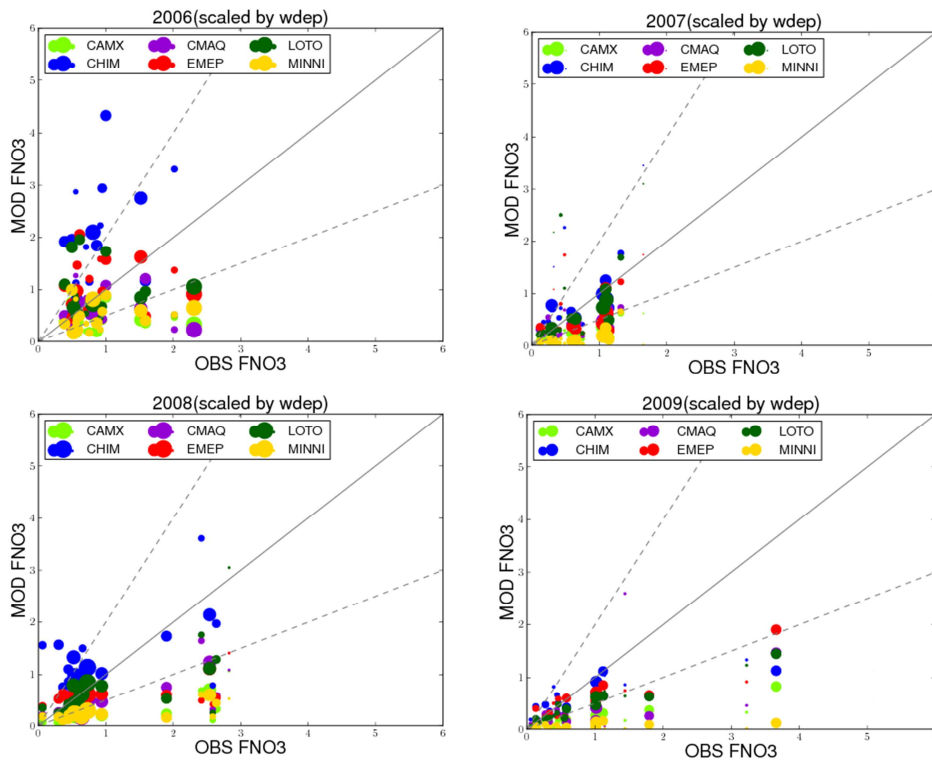 2006(scaled by wdep)
CAMX CMAQ LOTO
CHIM EMEP MINNI
6
5
4
3
2
1
0
MOD FNO3
0 1 2 3 4 5 6
OBS FNO3
2007(scaled by wdep)
CAMX CMAQ LOTO
CHIM EMEP MINNI
6
5
4
3
2
1
0
MOD FNO3
0 1 2 3 4 5 6
OBS FNO3
2008(scaled by wdep)
CAMX CMAQ LOTO
CHIM EMEP MINNI
6
5
4
3
2
1
0
MOD FNO3
0 1 2 3 4 5 6
OBS FNO3
2009(scaled by wdep)
CAMX CMAQ LOTO
CHIM EMEP MINNI
6
5
4
3
2
1
0
MOD FNO3
0 1 2 3 4 5 6
OBS FNO3